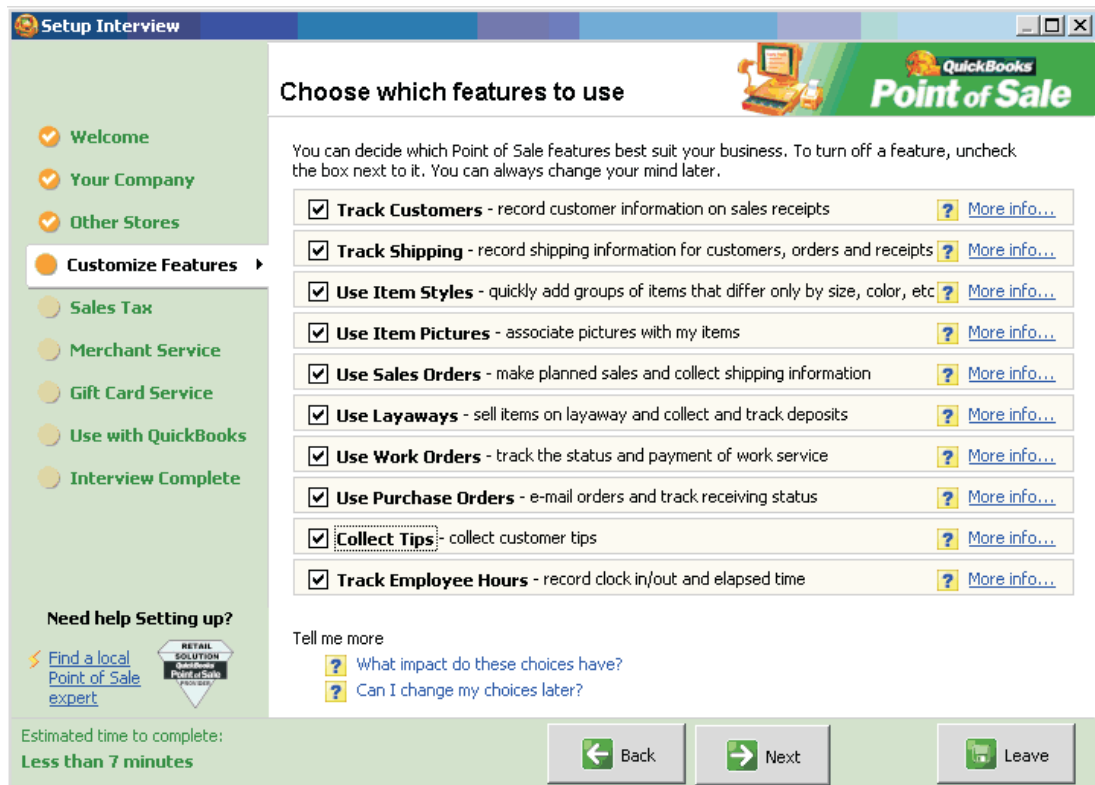 Setup Interview
Choose which features to use
QuickBooks
Point of Sale
Welcome
Your Company
Other Stores
Customize Features
Sales Tax
Merchant Service
Gift Card Service
Use with QuickBooks
Interview Complete
You can decide which Point of Sale features best suit your business. To turn off a feature, uncheck
the box next to it. You can always change your mind later.
Track Customers - record customer information on sales receipts ? More info...
Track Shipping - record shipping information for customers, orders and receipts ? More info...
Use Item Styles - quickly add groups of items that differ only by size, color, etc ? More info...
Use Item Pictures - associate pictures with my items ? More info...
Use Sales Orders - make planned sales and collect shipping information ? More info...
Use Layaways - sell items on layaway and collect and track deposits ? More info...
Use Work Orders - track the status and payment of work service ? More info...
Use Purchase Orders - e-mail orders and track receiving status ? More info...
Collect Tips - collect customer tips ? More info...
Track Employee Hours - record clock in/out and elapsed time ? More info...
Tell me more
? What impact do these choices have?
? Can I change my choices later?
Need help Setting up?
Find a local
Point of Sale
expert
RETAIL
SOLUTION
QuickBooks
Point of Sale
PROVIDER
Estimated time to complete:
Less than 7 minutes
Back
Next
Leave